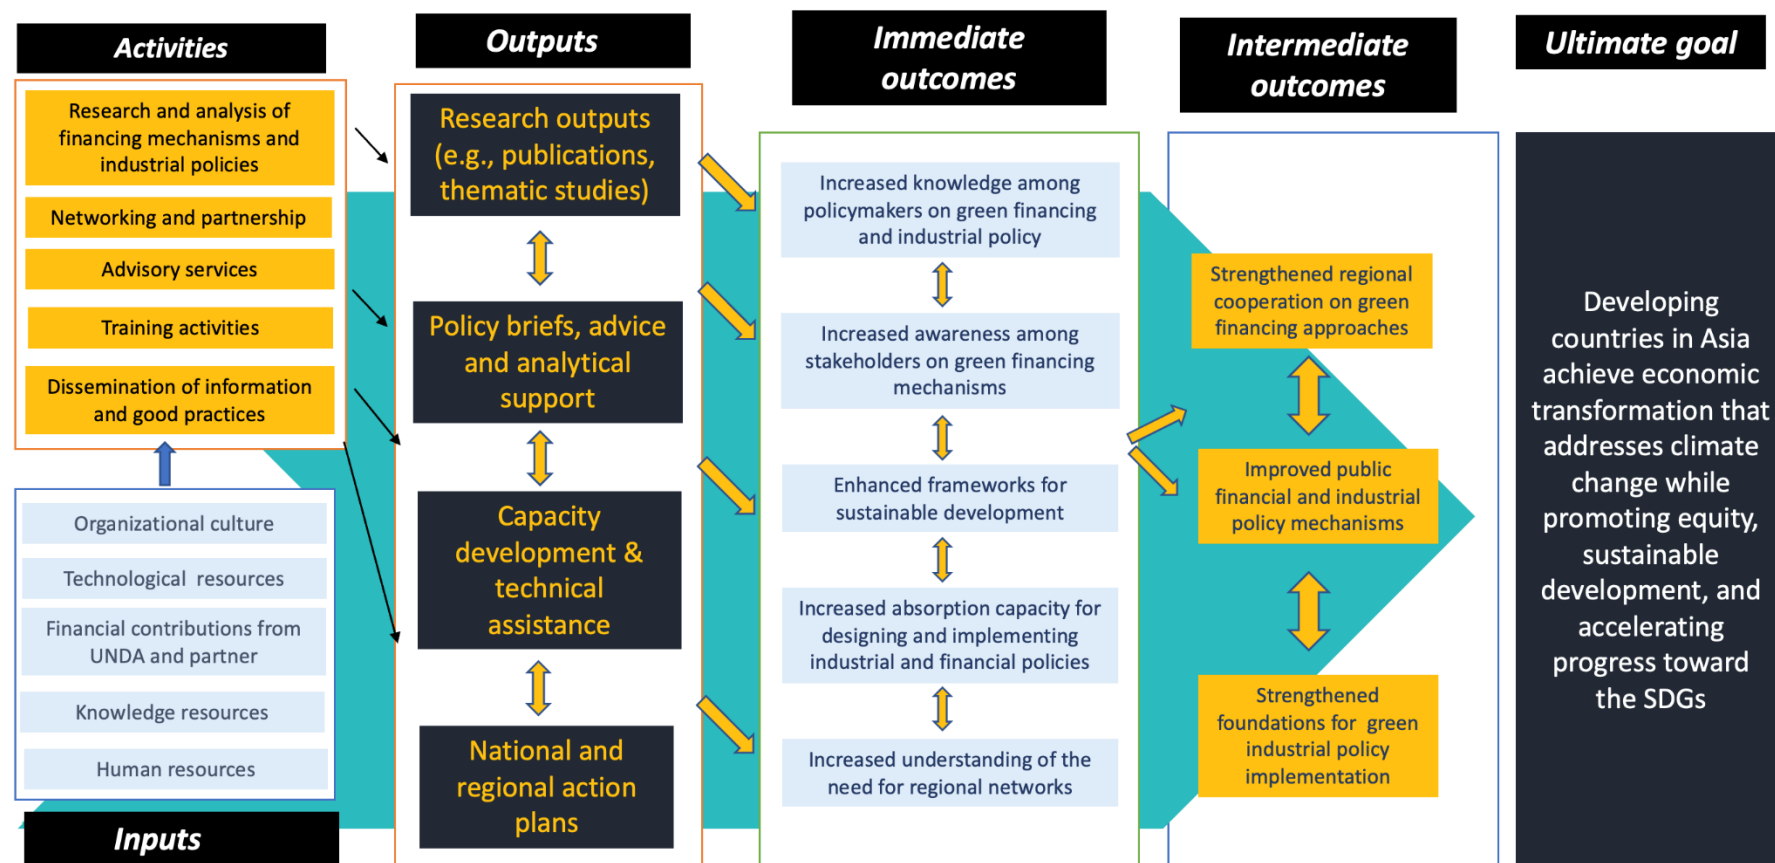 Activities
Research and analysis of
financing mechanisms and
industrial policies
Networking and partnership
Advisory services
Training activities
Dissemination of information
and good practices
Organizational culture
Technological resources
Financial contributions from
UNDA and partner
Knowledge resources
Human resources
Inputs
Outputs
Research outputs
(e.g., publications,
thematic studies)
Policy briefs, advice
and analytical
support
Capacity
development &
technical
assistance
National and
regional action
plans
Immediate
outcomes
Increased knowledge among
policymakers on green financing
and industrial policy
Increased awareness among
stakeholders on green financing
mechanisms
Enhanced frameworks for
sustainable development
Increased absorption capacity for
designing and implementing
industrial and financial policies
Increased understanding of the
need for regional networks
Intermediate
outcomes
Strengthened regional
cooperation on green
financing approaches
Improved public
financial and industrial
policy mechanisms
Strengthened
foundations for green
industrial policy
implementation
Ultimate goal
Developing
countries in Asia
achieve economic
transformation that
addresses climate
change while
promoting equity,
sustainable
development, and
accelerating
progress toward
the SDGs